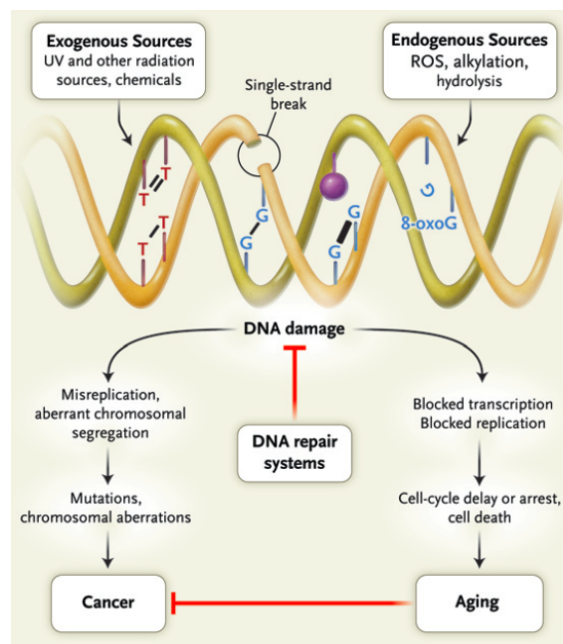 Exogenous Sources
UV and other radiation
sources, chemicals
Endogenous Sources
ROS, alkylation,
hydrolysis
Single-strand
break
T
T
T
T
G
G
G
G
G
8-oxoG
DNA damage
Misreplication,
aberrant chromosomal
segregation
Blocked transcription
Blocked replication
DNA repair
systems
Mutations,
chromosomal aberrations
Cell-cycle delay or arrest,
cell death
Cancer
Aging